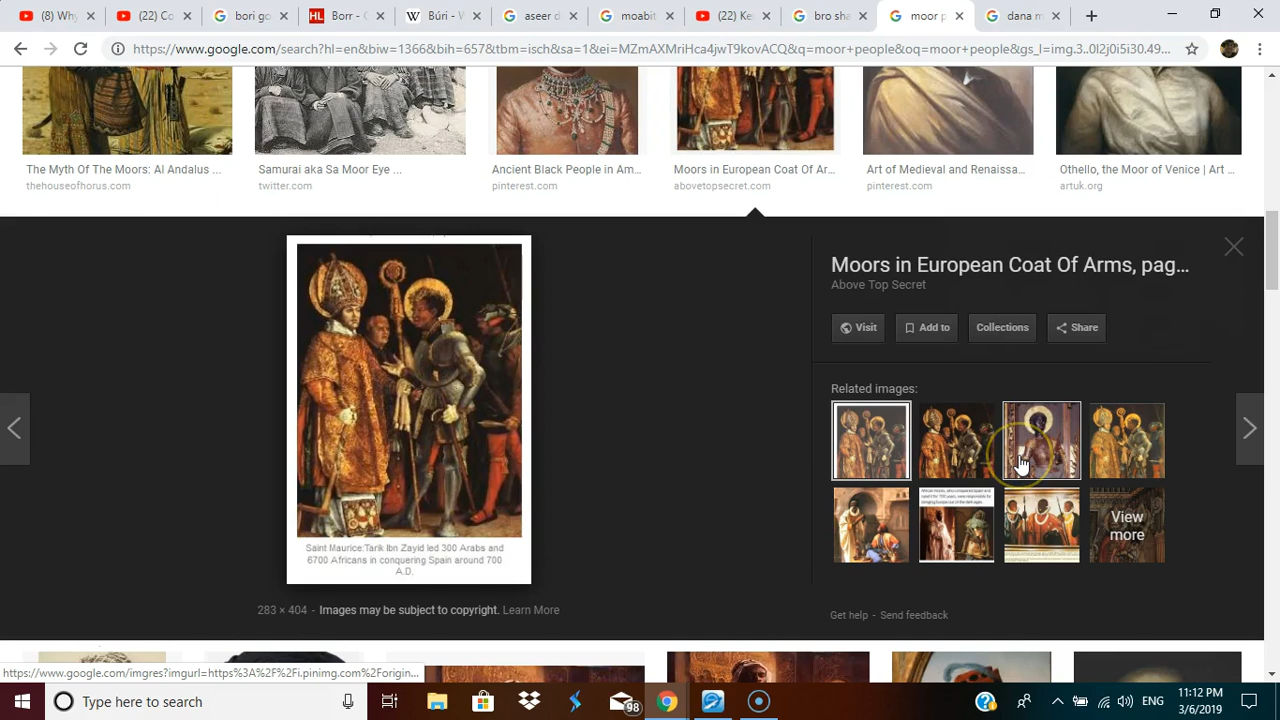 (8) Why
(22) Co
bori go
Borr - C
Búri - W
aseer d
moabit
(22) Ke
bro sha
moor p
dana m
https://www.google.com/search?hl=en&biw=1366&bih=657&tbm=isch&sa=1&ei=MZmAXMriHca4jwT9kovACQ&q=moor+people&oq=moor+people&gs_l=img.3..0l2j0i5i30.49...
The Myth Of The Moors: Al Andalus ...
thehouseofhorus.com
Samurai aka Sa Moor Eye ...
twitter.com
Ancient Black People in Am...
pinterest.com
Moors in European Coat Of Ar...
abovetopsecret.com
Art of Medieval and Renaissa...
pinterest.com
Othello, the Moor of Venice | Art ...
artuk.org
Saint Maurice:Tarik Ibn Zayid led 300 Arabs and
6700 Africans in conquering Spain around 700
A.D.
283 × 404 - Images may be subject to copyright. Learn More
Moors in European Coat Of Arms, pag...
Above Top Secret
Visit
Add to
Collections
Share
Related images:
View
more
Get help - Send feedback
https://www.google.com/imgres?imgurl=https%3A%2F%2Fi.pinimg.com%2Forigin...
Type here to search
98
ENG
11:12 PM
3/6/2019